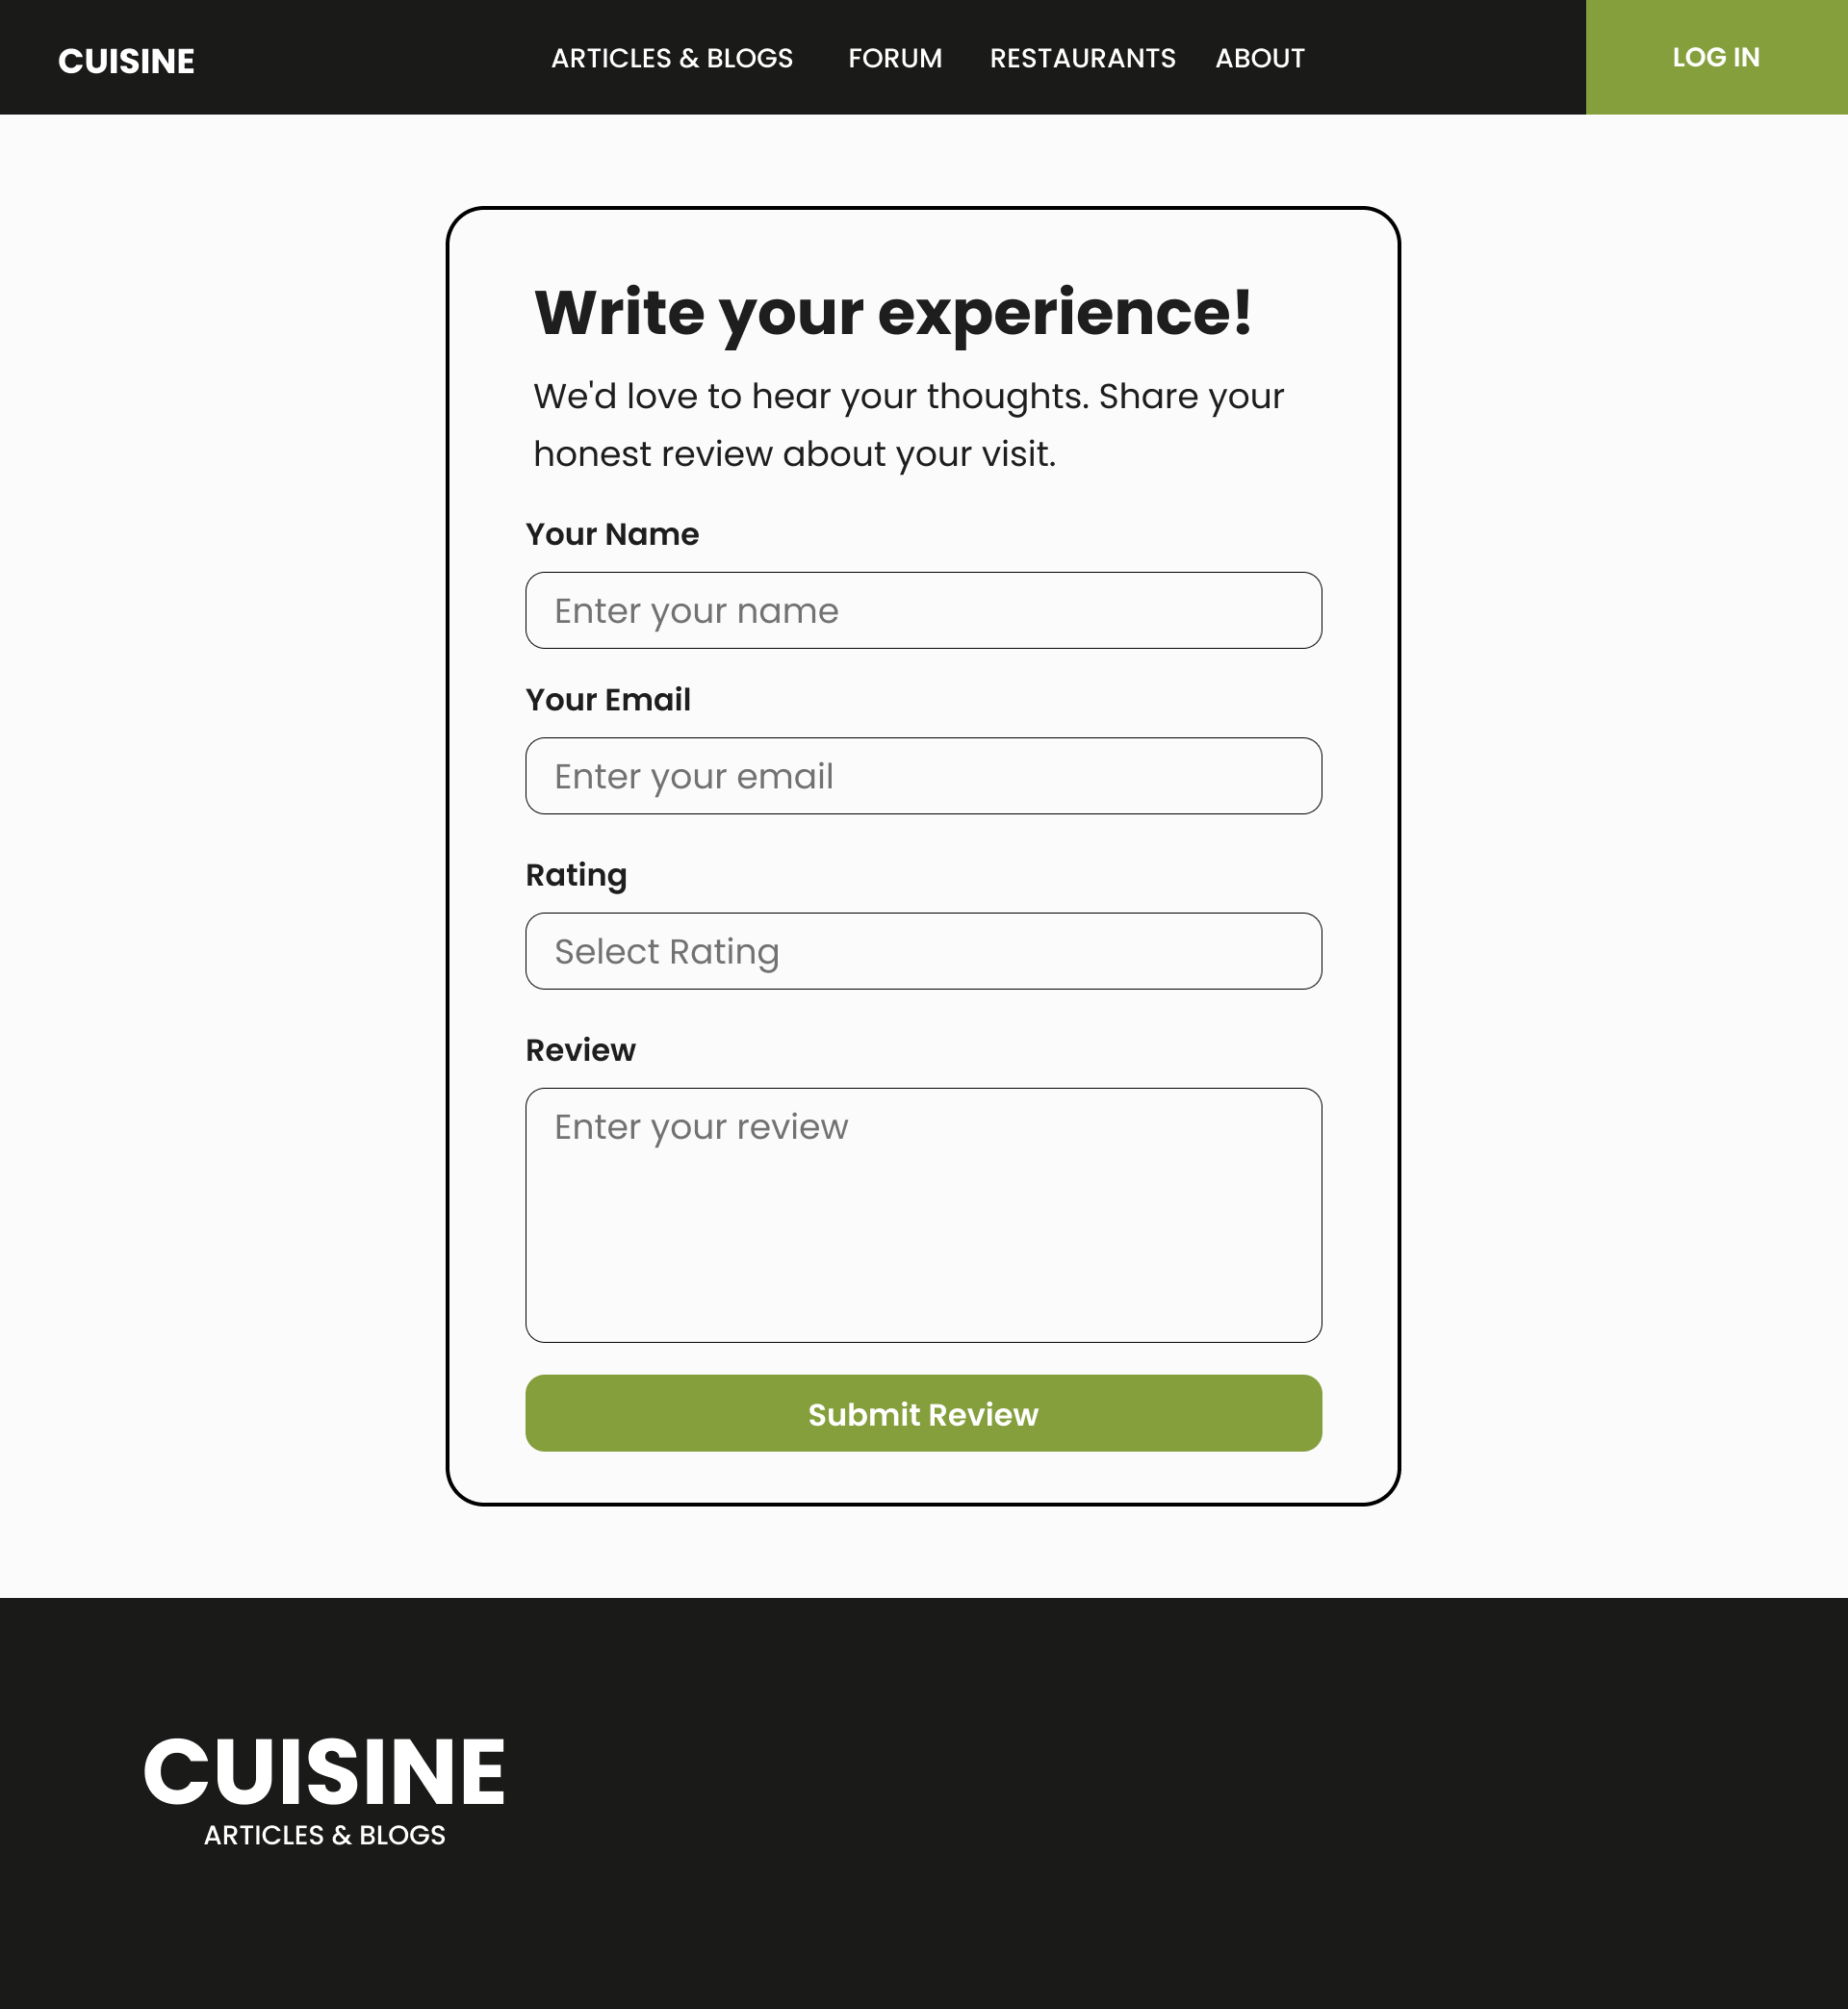 CUISINE
ARTICLES & BLOGS
FORUM
RESTAURANTS
ABOUT
LOG IN
Write your experience!
We'd love to hear your thoughts. Share your
honest review about your visit.
Your Name
Enter your name
Your Email
Enter your email
Rating
Select Rating
Review
Enter your review
Submit Review
CUISINE
ARTICLES & BLOGS